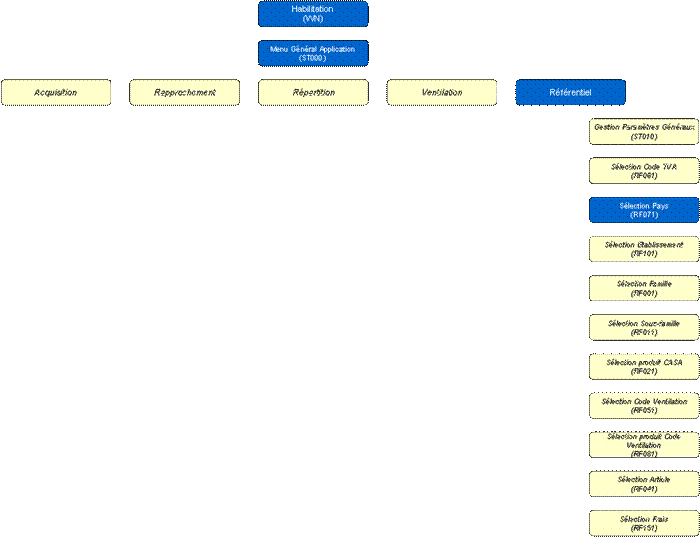 Habilitation
(VVN)
Menu Général Application
(ST000)
Acquisition
Rapprochement
Répartition
Ventilation
Référentiel
Gestion Paramètres Généraux
(ST010)
Sélection Code TVA
(RF061)
Sélection Pays
(RF071)
Sélection Etablissement
(RF101)
Sélection Famille
(RF001)
Sélection Sous-famille
(RF011)
Sélection produit CASA
(RF021)
Sélection Code Ventilation
(RF051)
Sélection produit Code
Ventilation
(RF081)
Sélection Article
(RF041)
Sélection Frais
(RF151)